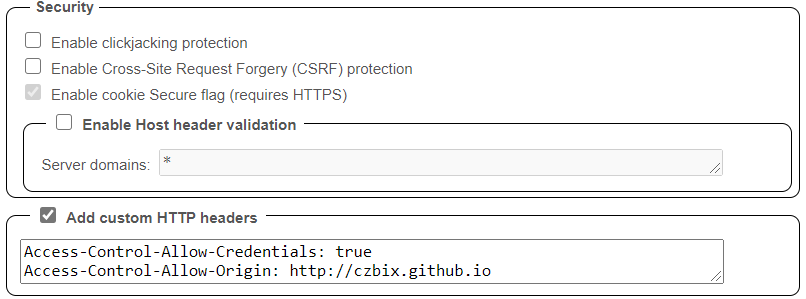 Security
Enable clickjacking protection
Enable Cross-Site Request Forgery (CSRF) protection
Enable cookie Secure flag (requires HTTPS)
Enable Host header validation
Server domains: *
Add custom HTTP headers
Access-Control-Allow-Credentials: true
Access-Control-Allow-Origin: http://czbix.github.io